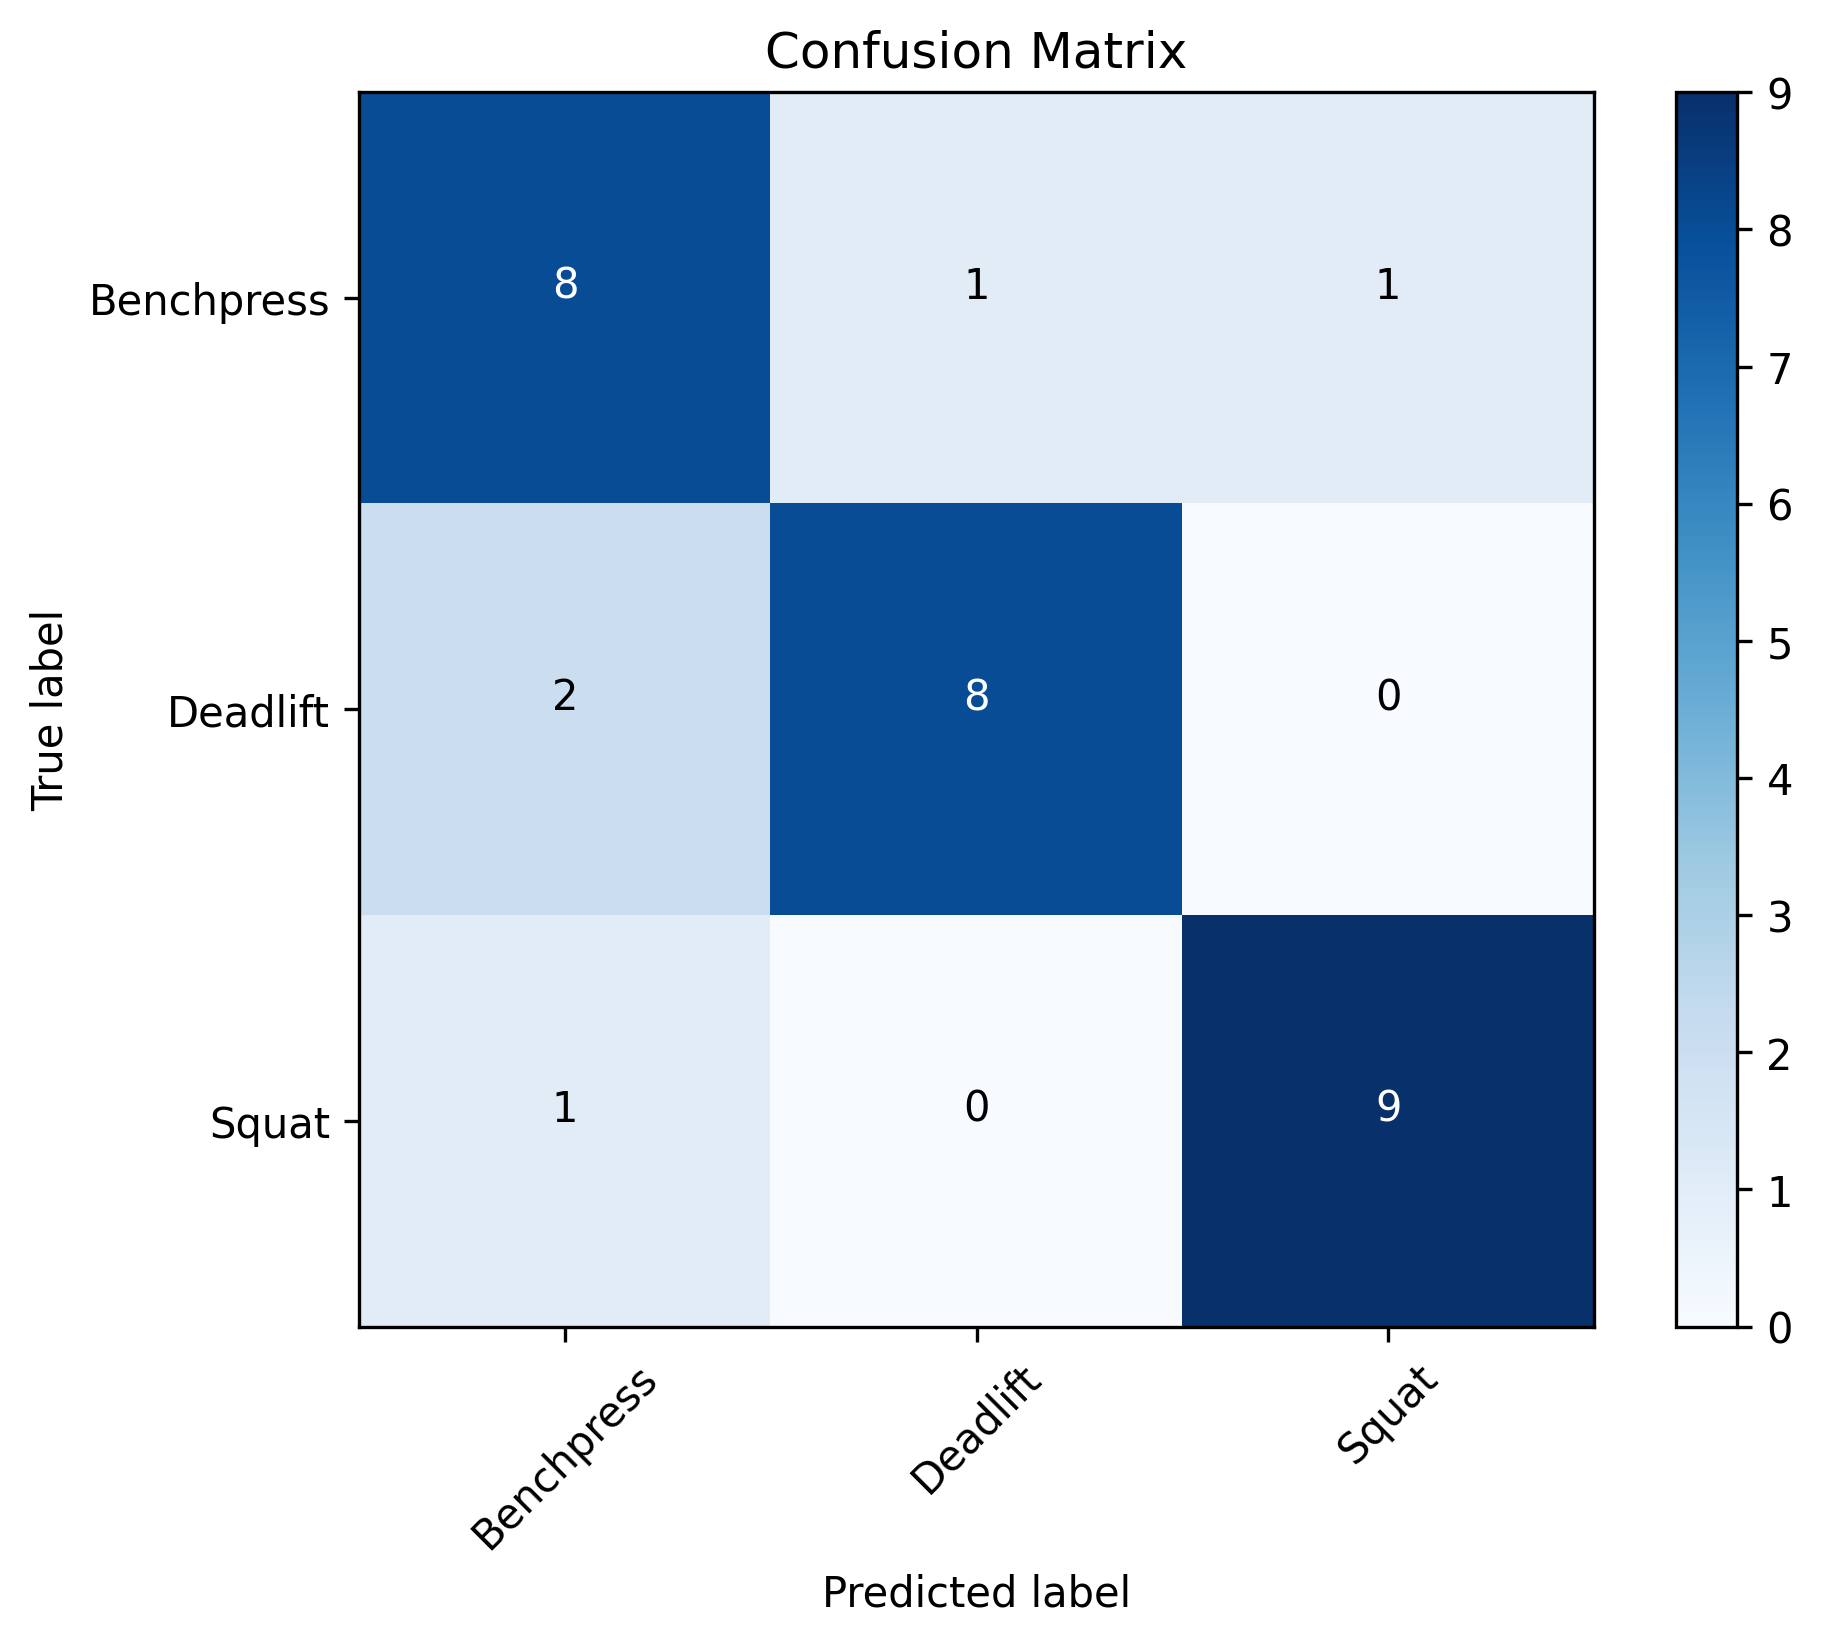 Confusion Matrix
Benchpress
Deadlift
Squat
True label
8 1 1
2 8 0
1 0 9
Benchpress
Deadlift
Squat
Predicted label
9
8
7
6
5
4
3
2
1
0